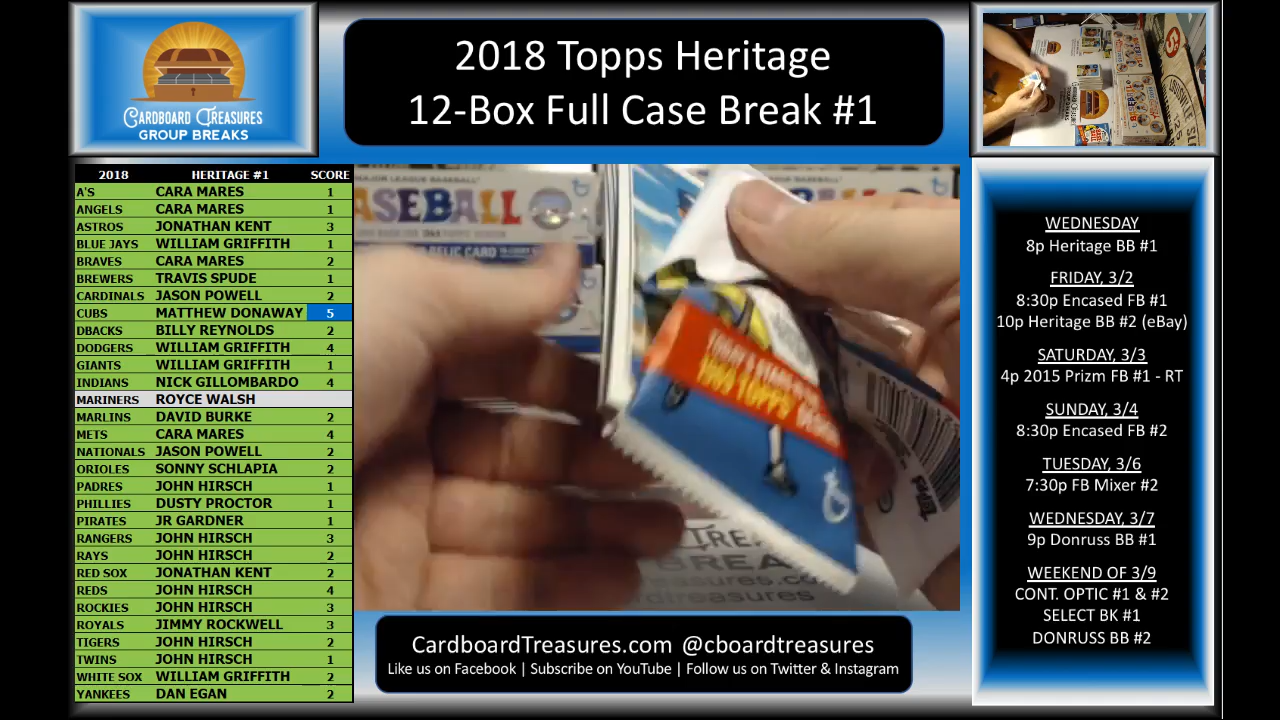 CARDBOARD TREASURES
GROUP BREAKS
2018 Topps Heritage
12-Box Full Case Break #1
2018 HERITAGE #1 SCORE
A'S CARA MARES 1
ANGELS CARA MARES 1
ASTROS JONATHAN KENT 3
BLUE JAYS WILLIAM GRIFFITH 1
BRAVES CARA MARES 2
BREWERS TRAVIS SPUDE 1
CARDINALS JASON POWELL 2
CUBS MATTHEW DONAWAY 5
DBACKS BILLY REYNOLDS 2
DODGERS WILLIAM GRIFFITH 4
GIANTS WILLIAM GRIFFITH 1
INDIANS NICK GILLOMBARDO 4
MARINERS ROYCE WALSH
MARLINS DAVID BURKE 2
METS CARA MARES 4
NATIONALS JASON POWELL 2
ORIOLES SONNY SCHLAPIA 2
PADRES JOHN HIRSCH 1
PHILLIES DUSTY PROCTOR 1
PIRATES JR GARDNER 1
RANGERS JOHN HIRSCH 3
RAYS JOHN HIRSCH 2
RED SOX JONATHAN KENT 2
REDS JOHN HIRSCH 4
ROCKIES JOHN HIRSCH 3
ROYALS JIMMY ROCKWELL 3
TIGERS JOHN HIRSCH 2
TWINS JOHN HIRSCH 1
WHITE SOX WILLIAM GRIFFITH 2
YANKEES DAN EGAN 2
MAJOR LEAGUE BASEBALL
ASEBALL
RELIC CARD
1969 TOPPS
CardboardTreasures.com @cboardtreasures
Like us on Facebook | Subscribe on YouTube | Follow us on Twitter & Instagram
WEDNESDAY
8p Heritage BB #1
FRIDAY, 3/2
8:30p Encased FB #1
10p Heritage BB #2 (eBay)
SATURDAY, 3/3
4p 2015 Prizm FB #1 - RT
SUNDAY, 3/4
8:30p Encased FB #2
TUESDAY, 3/6
7:30p FB Mixer #2
WEDNESDAY, 3/7
9p Donruss BB #1
WEEKEND OF 3/9
CONT. OPTIC #1 & #2
SELECT BK #1
DONRUSS BB #2